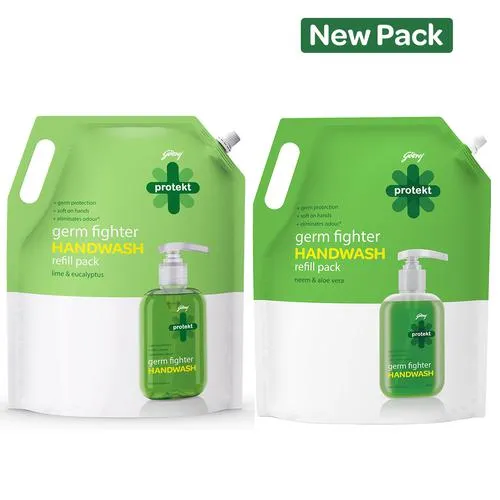 New Pack
Godrej
protekt
+ germ protection
+ soft on hands
+ eliminates odour*
germ fighter
HANDWASH
refill pack
lime & eucalyptus
Godrej
protekt
germ fighter
HANDWASH
Godrej
protekt
+ germ protection
+ soft on hands
+ eliminates odour*
germ fighter
HANDWASH
refill pack
neem & aloe vera
Godrej
protekt
germ fighter
HANDWASH